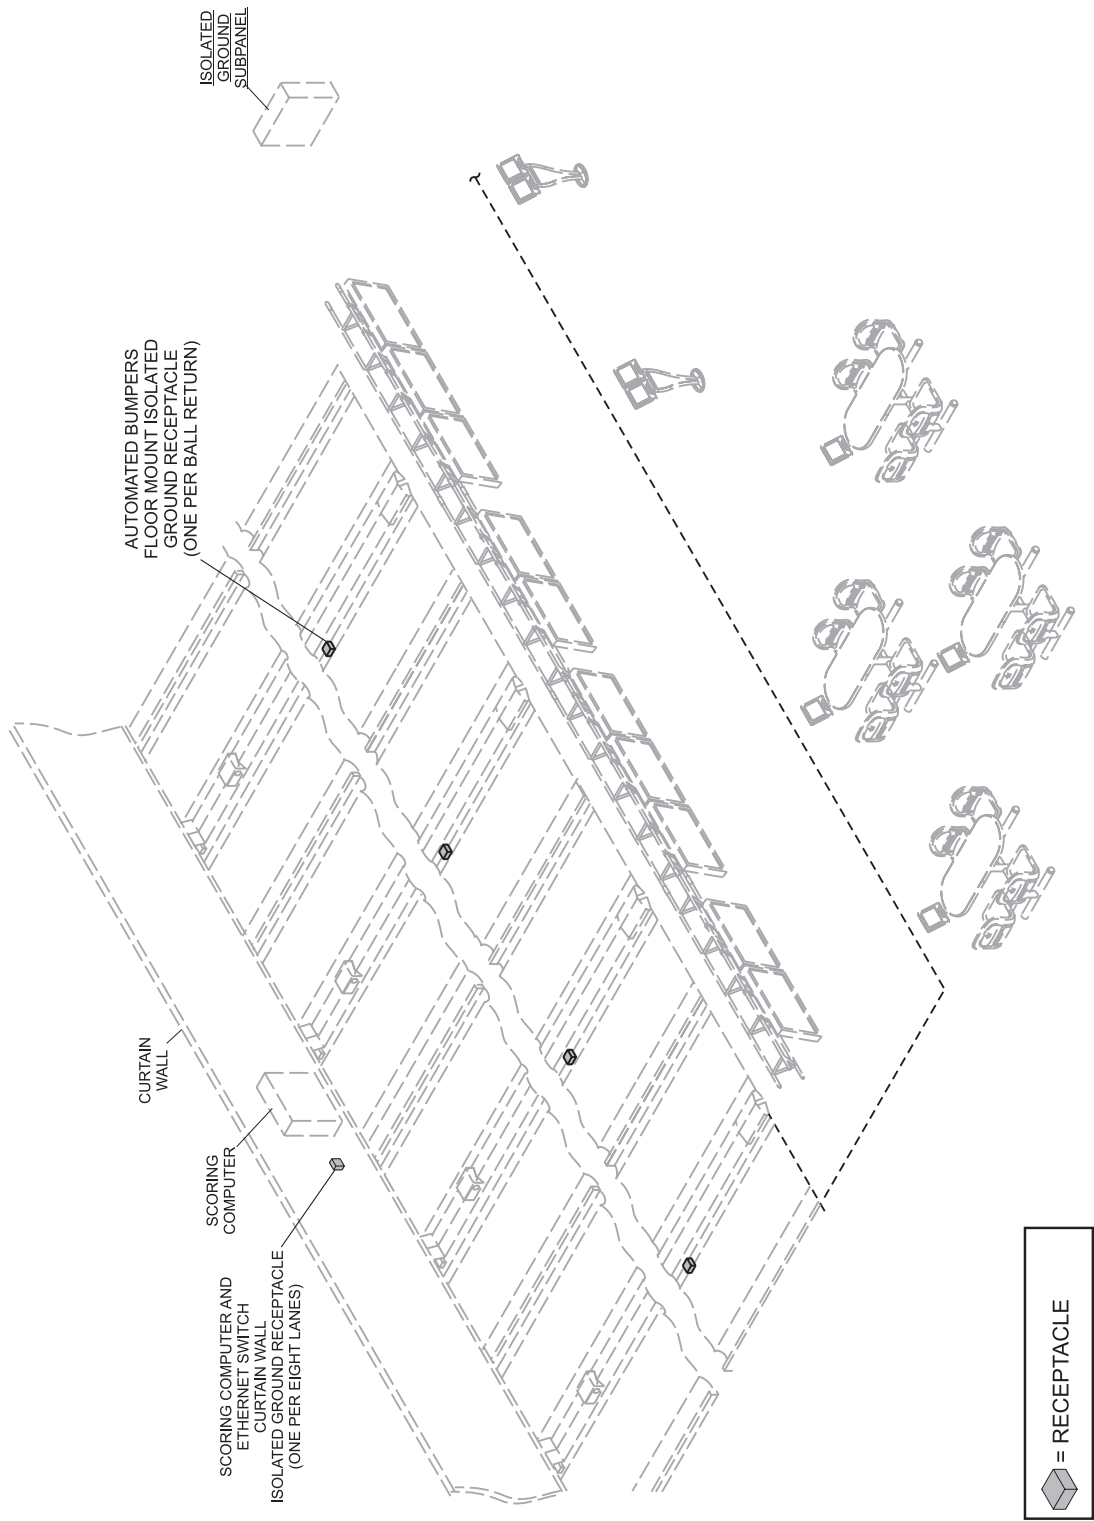 ISOLATED
GROUND
SUBPANEL
AUTOMATED BUMPERS
FLOOR MOUNT ISOLATED
GROUND RECEPTACLE
(ONE PER BALL RETURN)
CURTAIN
WALL
SCORING
COMPUTER
SCORING COMPUTER AND
ETHERNET SWITCH
CURTAIN WALL
ISOLATED GROUND RECEPTACLE
(ONE PER EIGHT LANES)
= RECEPTACLE